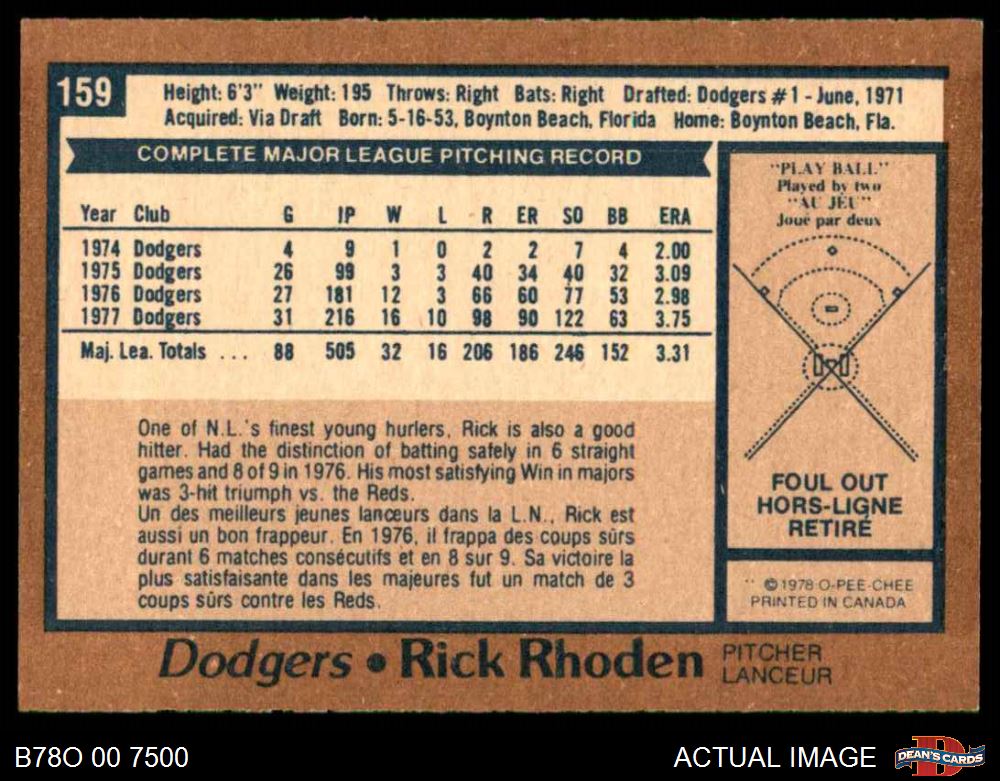 159
Height: 6'3" Weight: 195 Throws: Right Bats: Right Drafted: Dodgers #1 - June, 1971
Acquired: Via Draft Born: 5-16-53, Boynton Beach, Florida Home: Boynton Beach, Fla.
COMPLETE MAJOR LEAGUE PITCHING RECORD
Year Club G IP W L R ER SO BB ERA
1974 Dodgers 4 9 1 0 2 2 7 4 2.00
1975 Dodgers 26 99 3 3 40 34 40 32 3.09
1976 Dodgers 27 181 12 3 66 60 77 53 2.98
1977 Dodgers 31 216 16 10 98 90 122 63 3.75
Maj. Lea. Totals ... 88 505 32 16 206 186 246 152 3.31
One of N.L.'s finest young hurlers, Rick is also a good
hitter. Had the distinction of batting safely in 6 straight
games and 8 of 9 in 1976. His most satisfying Win in majors
was 3-hit triumph vs. the Reds.
Un des meilleurs jeunes lanceurs dans la L.N., Rick est
aussi un bon frappeur. En 1976, il frappa des coups sûrs
durant 6 matches consécutifs et en 8 sur 9. Sa victoire la
plus satisfaisante dans les majeures fut un match de 3
coups sûrs contre les Reds.
"PLAY BALL"
Played by two
"AU JEU"
Joué par deux
FOUL OUT
HORS-LIGNE
RETIRÉ
©1978 O-PEE-CHEE
PRINTED IN CANADA
Dodgers • Rick Rhoden
PITCHER
LANCEUR
B78O 00 7500
ACTUAL IMAGE
DEAN'S CARDS